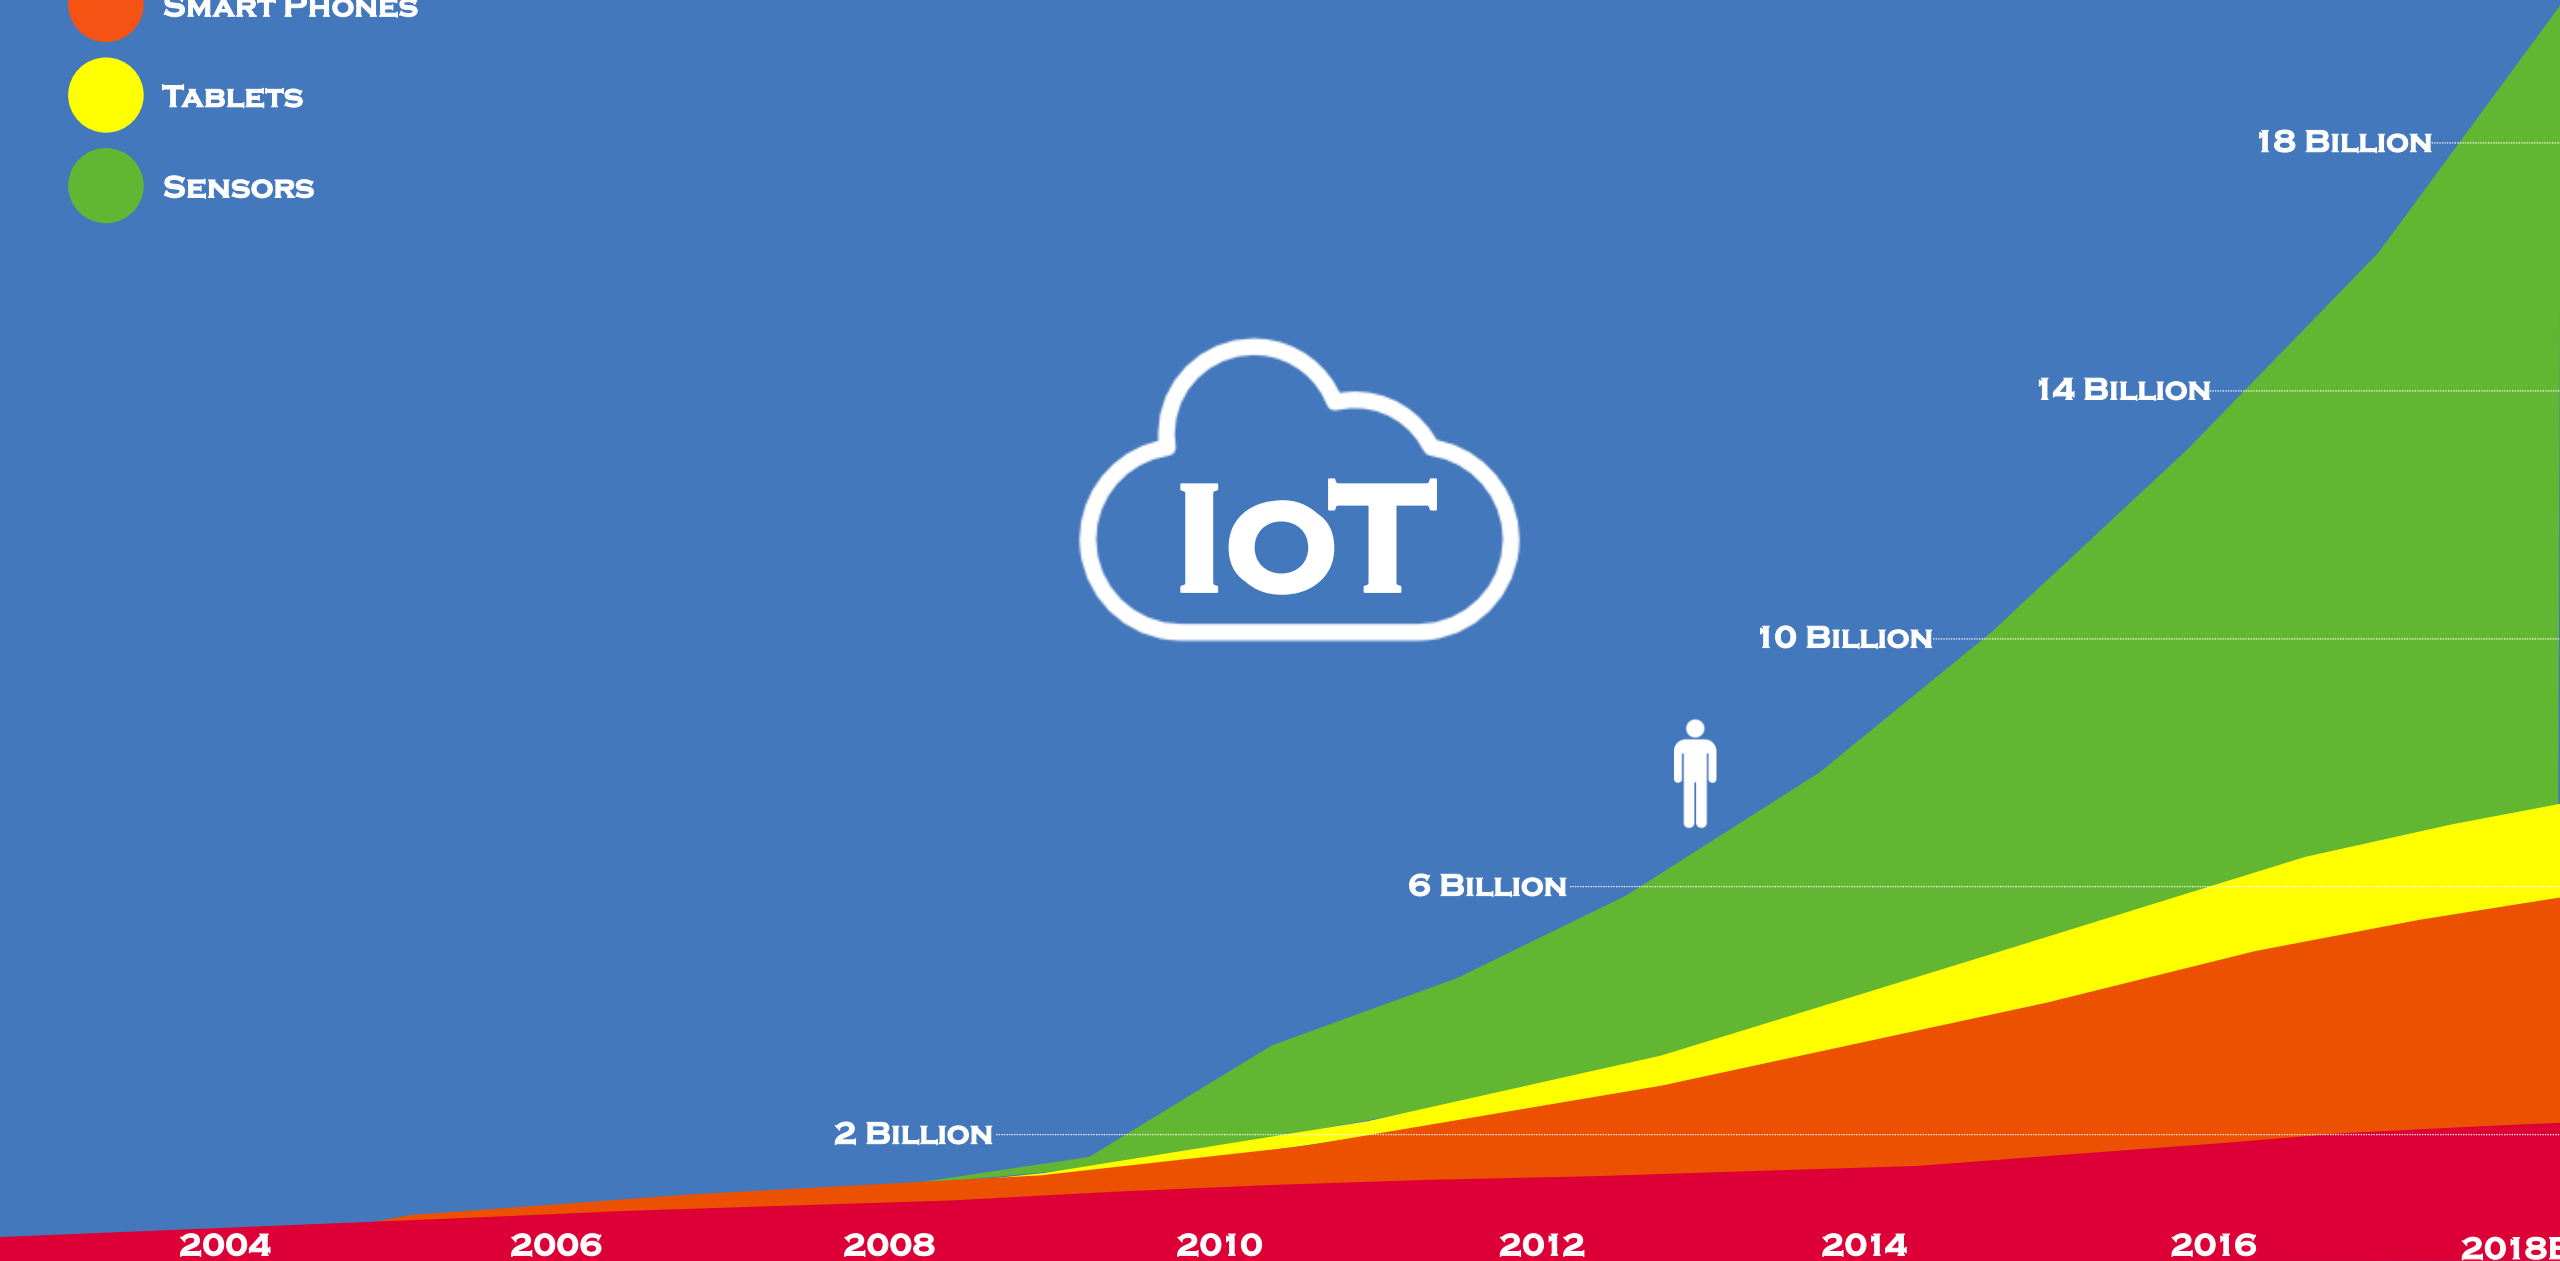 Smart Phones
Tablets
Sensors
18 Billion
14 Billion
IoT
10 Billion
6 Billion
2 Billion
2004 2006 2008 2010 2012 2014 2016 2018E